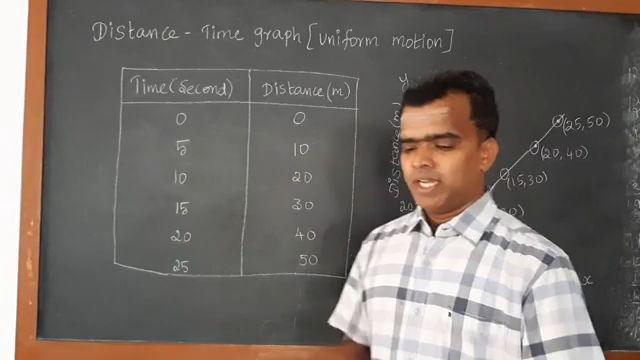 Distance - Time graph [uniform motion]
Time (Second) Distance (m)
0 0
5 10
10 20
15 30
20 40
25 50
y
Distance (m)
(25,50)
(20,40)
(15,30)
20
x